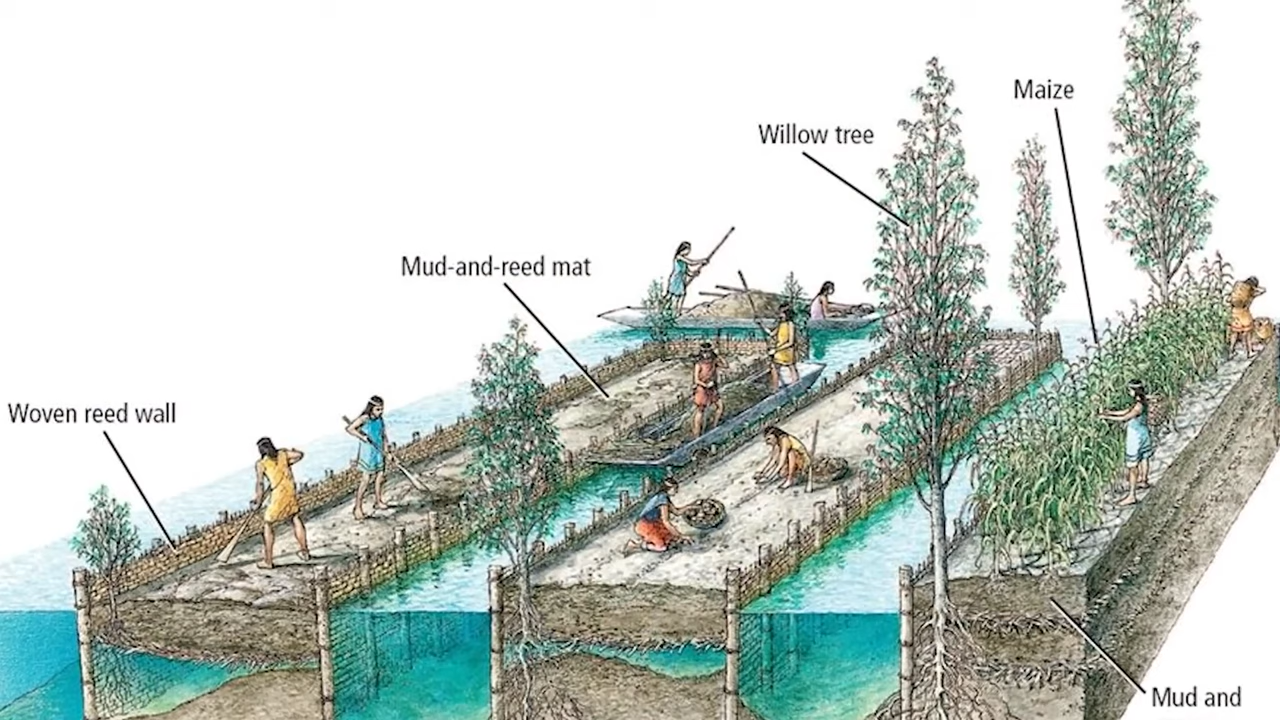 Maize
Willow tree
Mud-and-reed mat
Woven reed wall
Mud and